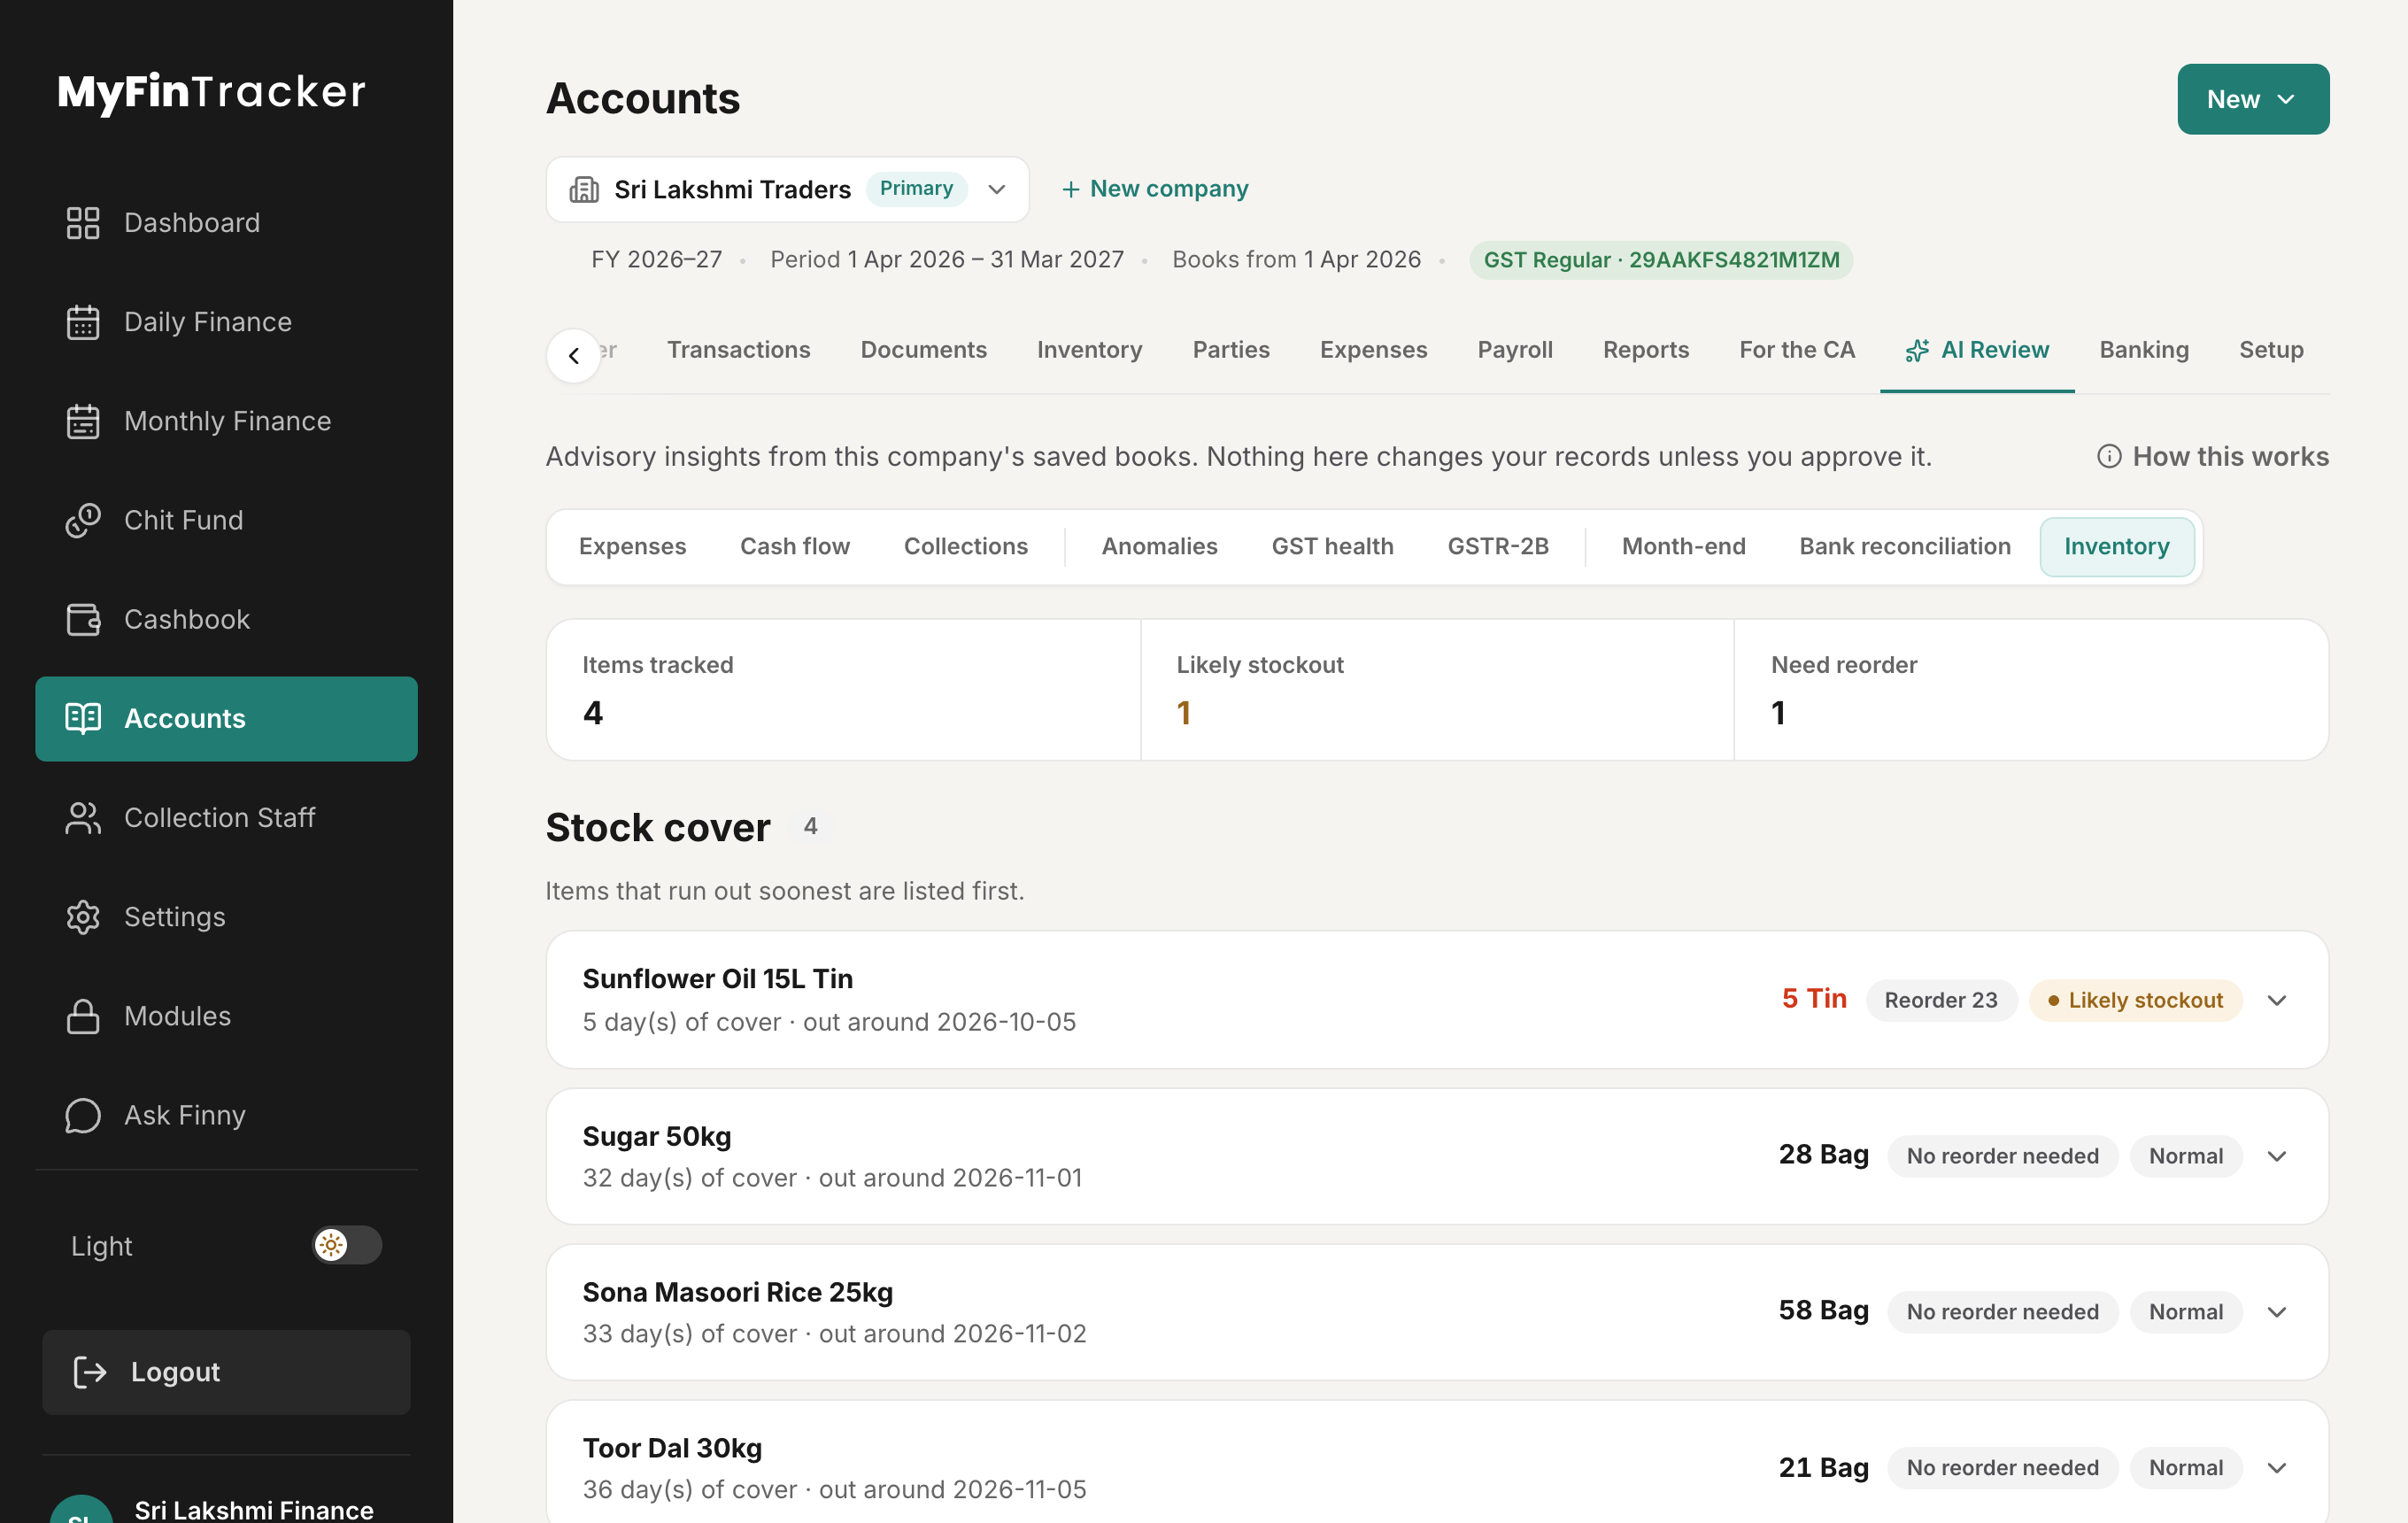 MyFinTracker
Dashboard
Daily Finance
Monthly Finance
Chit Fund
Cashbook
Accounts
Collection Staff
Settings
Modules
Ask Finny
Light
Logout
Sri Lakshmi Finance
Accounts
New
Sri Lakshmi Traders Primary
+ New company
FY 2026–27 • Period 1 Apr 2026 – 31 Mar 2027 • Books from 1 Apr 2026 • GST Regular · 29AAKFS4821M1ZM
Transactions Documents Inventory Parties Expenses Payroll Reports For the CA AI Review Banking Setup
Advisory insights from this company's saved books. Nothing here changes your records unless you approve it.
How this works
Expenses Cash flow Collections Anomalies GST health GSTR-2B Month-end Bank reconciliation Inventory
Items tracked
4
Likely stockout
1
Need reorder
1
Stock cover 4
Items that run out soonest are listed first.
Sunflower Oil 15L Tin
5 day(s) of cover · out around 2026-10-05
5 Tin Reorder 23 • Likely stockout
Sugar 50kg
32 day(s) of cover · out around 2026-11-01
28 Bag No reorder needed Normal
Sona Masoori Rice 25kg
33 day(s) of cover · out around 2026-11-02
58 Bag No reorder needed Normal
Toor Dal 30kg
36 day(s) of cover · out around 2026-11-05
21 Bag No reorder needed Normal